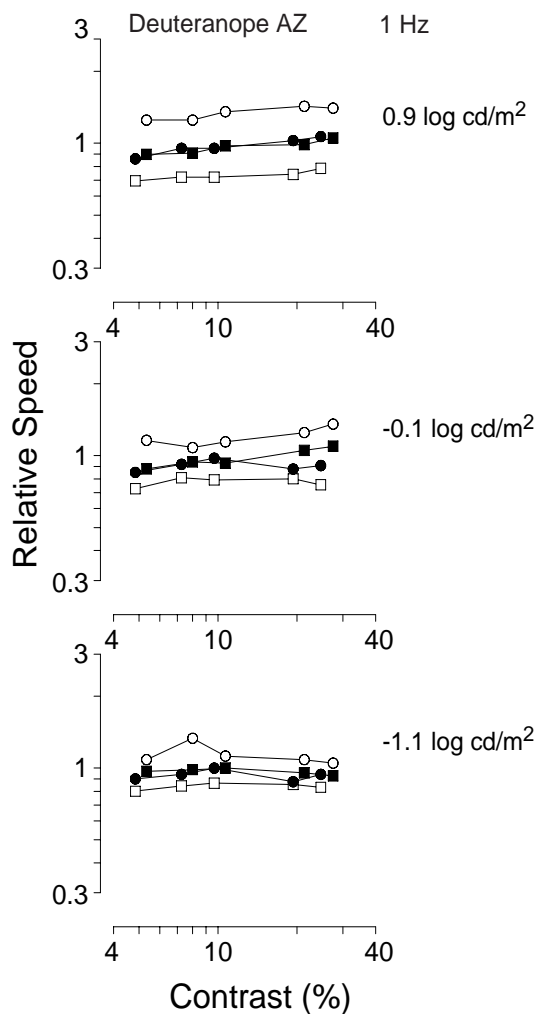 Deuteranope AZ 1 Hz
3
0.9 log cd/m2
1
0.3
4 10 40
3
-0.1 log cd/m2
1
0.3
4 10 40
3
-1.1 log cd/m2
1
0.3
4 10 40
Relative Speed
Contrast (%)